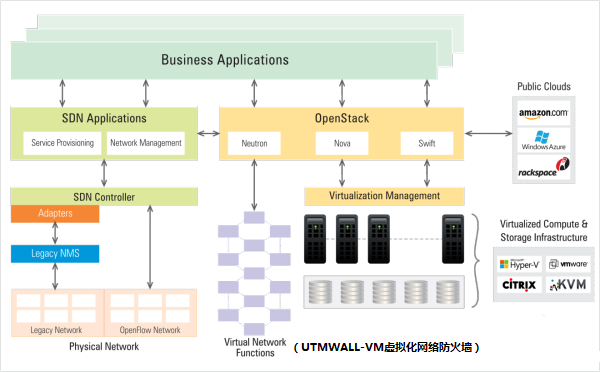 Business Applications
SDN Applications
Service Provisioning
Network Management
OpenStack
Neutron
Nova
Swift
Public Clouds
amazon.com
Windows Azure
rackspace
SDN Controller
Adapters
Legacy NMS
Legacy Network
OpenFlow Network
Physical Network
Virtualization Management
Virtual Network
Functions
(UTMWALL-VM虚拟化网络防火墙)
Virtualized Compute &
Storage Infrastructure
Microsoft
Hyper-V
vmware
CITRIX
KVM